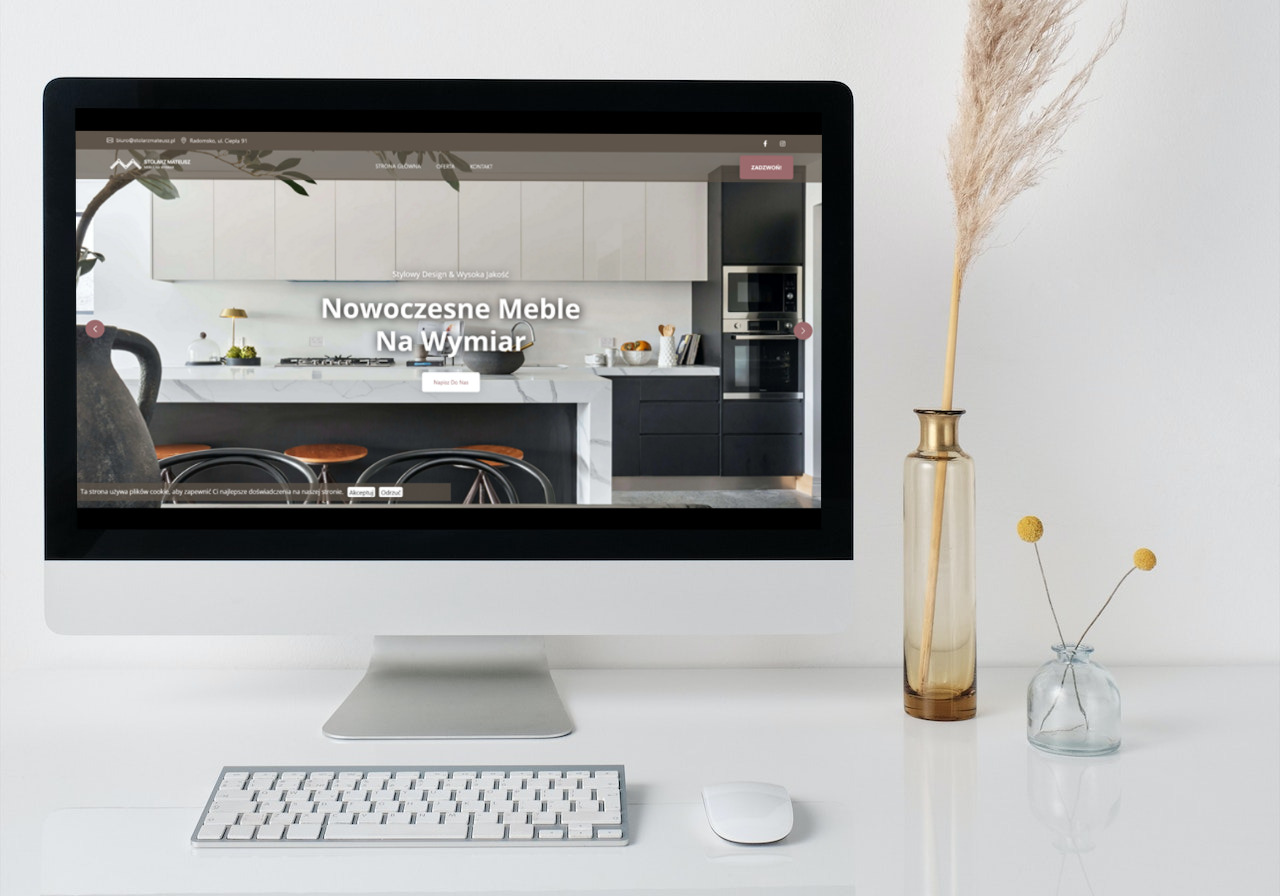 biuro@stolarzmateusz.pl Radomsko, ul. Ciepła 91
STOLARZ MATEUSZ
STRONA GŁÓWNA OFERTA KONTAKT
ZADZWOŃ!
Stylowy Design & Wysoka Jakość
Nowoczesne Meble
Na Wymiar
Napisz Do Nas
Ta strona używa plików cookie, aby zapewnić Ci najlepsze doświadczenia na naszej stronie. Akceptuj Odrzuć